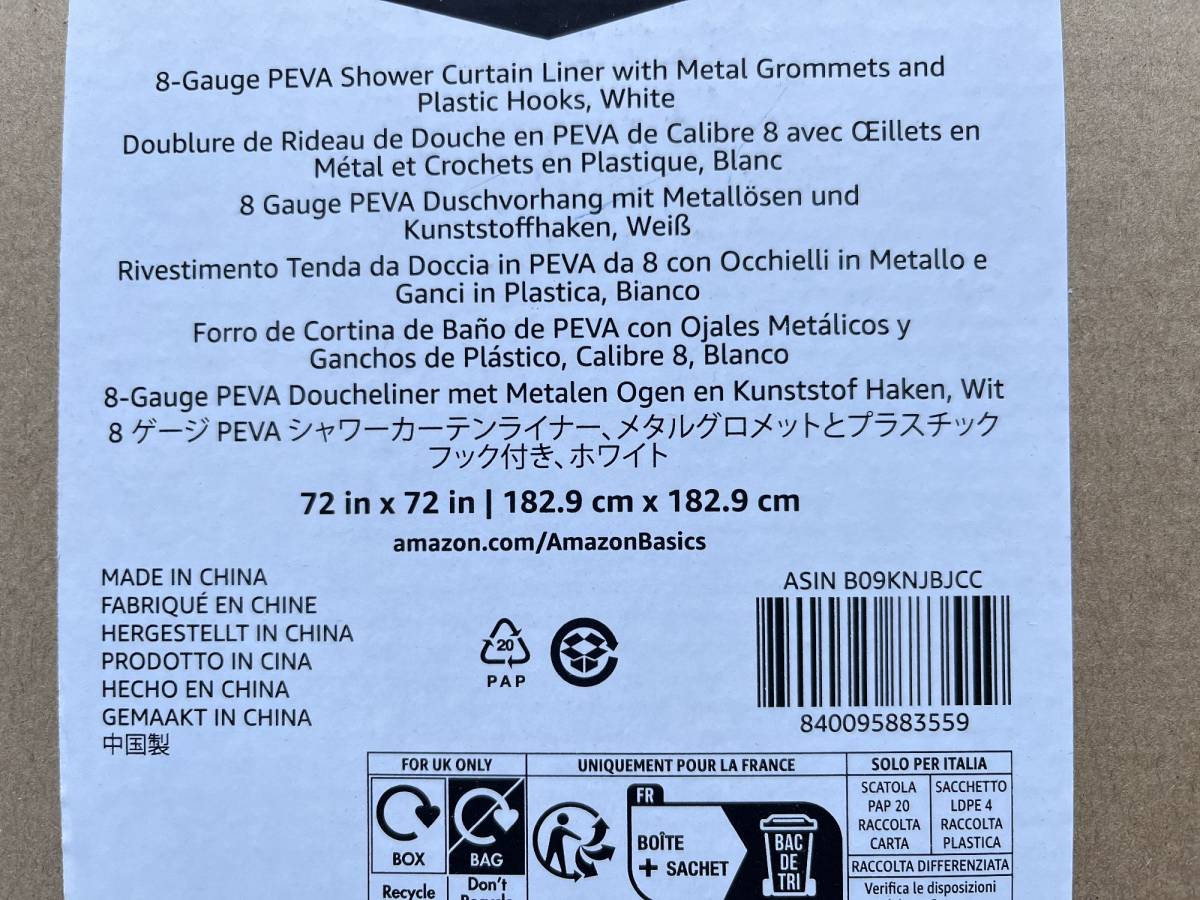 8-Gauge PEVA Shower Curtain Liner with Metal Grommets and
Plastic Hooks, White
Doublure de Rideau de Douche en PEVA de Calibre 8 avec Œillets en
Métal et Crochets en Plastique, Blanc
8 Gauge PEVA Duschvorhang mit Metallösen und
Kunststoffhaken, Weiß
Rivestimento Tenda da Doccia in PEVA da 8 con Occhielli in Metallo e
Ganci in Plastica, Bianco
Forro de Cortina de Baño de PEVA con Ojales Metálicos y
Ganchos de Plástico, Calibre 8, Blanco
8-Gauge PEVA Doucheliner met Metalen Ogen en Kunststof Haken, Wit
8 ゲージ PEVA シャワーカーテンライナー、メタルグロメットとプラスチック
フック付き、ホワイト
72 in x 72 in | 182.9 cm x 182.9 cm
amazon.com/AmazonBasics
MADE IN CHINA
FABRIQUÉ EN CHINE
HERGESTELLT IN CHINA
PRODOTTO IN CINA
HECHO EN CHINA
GEMAAKT IN CHINA
中国製
20
PAP
ASIN B09KNJBJCC
840095883559
FOR UK ONLY
BOX
BAG
Recycle
Don't
UNIQUEMENT POUR LA FRANCE
FR
BOÎTE
+ SACHET
BAC
DE
TRI
SOLO PER ITALIA
SCATOLA
PAP 20
RACCOLTA
CARTA
SACCHETTO
LDPE 4
RACCOLTA
PLASTICA
RACCOLTA DIFFERENZIATA
Verifica le disposizioni